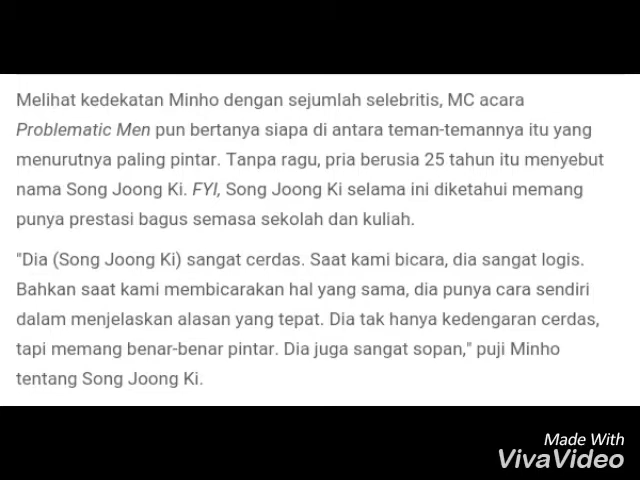 Melihat kedekatan Minho dengan sejumlah selebritis, MC acara
Problematic Men pun bertanya siapa di antara teman-temannya itu yang
menurutnya paling pintar. Tanpa ragu, pria berusia 25 tahun itu menyebut
nama Song Joong Ki. FYI, Song Joong Ki selama ini diketahui memang
punya prestasi bagus semasa sekolah dan kuliah.
"Dia (Song Joong Ki) sangat cerdas. Saat kami bicara, dia sangat logis.
Bahkan saat kami membicarakan hal yang sama, dia punya cara sendiri
dalam menjelaskan alasan yang tepat. Dia tak hanya kedengaran cerdas,
tapi memang benar-benar pintar. Dia juga sangat sopan," puji Minho
tentang Song Joong Ki.
Made With
VivaVideo